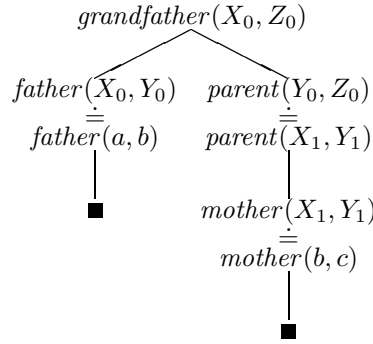 grandfather(X₀, Z₀)
father(X₀, Y₀) parent(Y₀, Z₀)
≐ ≐
father(a, b) parent(X₁, Y₁)
mother(X₁, Y₁)
≐
mother(b, c)